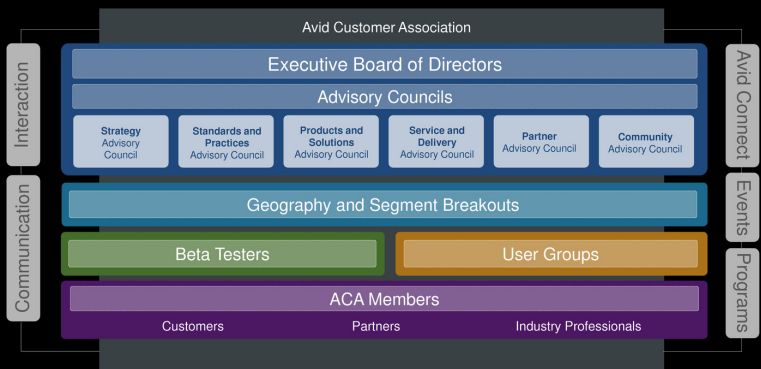 Avid Customer Association
Executive Board of Directors
Advisory Councils
Strategy
Advisory
Council
Standards and
Practices
Advisory Council
Products and
Solutions
Advisory Council
Service and
Delivery
Advisory Council
Partner
Advisory Council
Community
Advisory Council
Geography and Segment Breakouts
Beta Testers
User Groups
ACA Members
Customers
Partners
Industry Professionals
Interaction
Communication
Avid Connect
Events
Programs